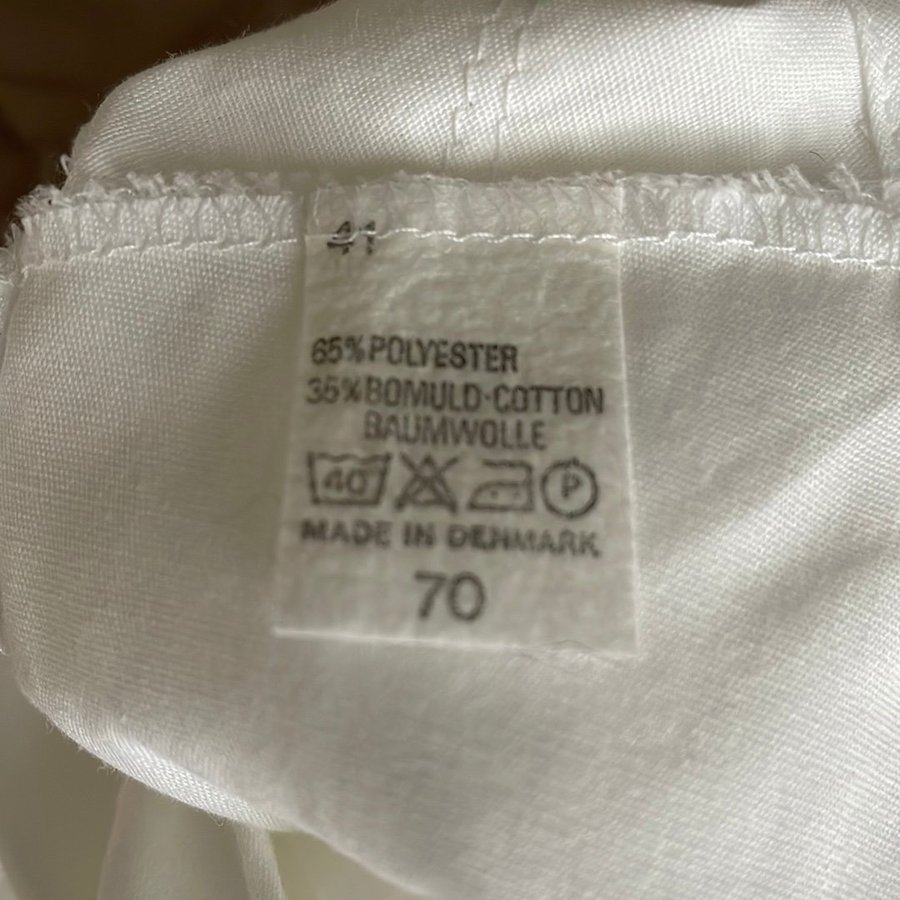 41
65% POLYESTER
35% BOMULD·COTTON
BAUMWOLLE
40 P
MADE IN DENMARK
70